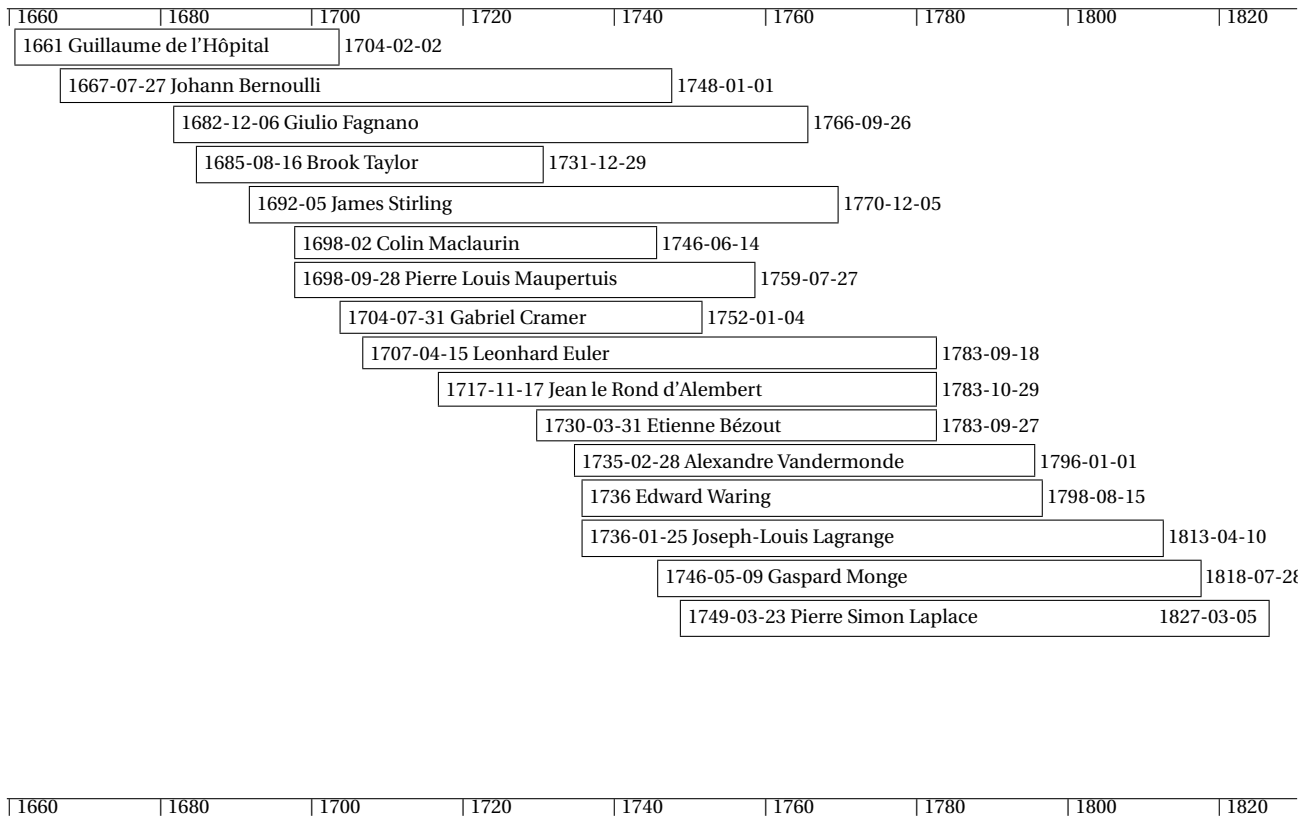 | 1660 | 1680 | 1700 | 1720 | 1740 | 1760 | 1780 | 1800 | 1820
1661 Guillaume de l'Hôpital 1704-02-02
1667-07-27 Johann Bernoulli 1748-01-01
1682-12-06 Giulio Fagnano 1766-09-26
1685-08-16 Brook Taylor 1731-12-29
1692-05 James Stirling 1770-12-05
1698-02 Colin Maclaurin 1746-06-14
1698-09-28 Pierre Louis Maupertuis 1759-07-27
1704-07-31 Gabriel Cramer 1752-01-04
1707-04-15 Leonhard Euler 1783-09-18
1717-11-17 Jean le Rond d'Alembert 1783-10-29
1730-03-31 Etienne Bézout 1783-09-27
1735-02-28 Alexandre Vandermonde 1796-01-01
1736 Edward Waring 1798-08-15
1736-01-25 Joseph-Louis Lagrange 1813-04-10
1746-05-09 Gaspard Monge 1818-07-28
1749-03-23 Pierre Simon Laplace 1827-03-05
| 1660 | 1680 | 1700 | 1720 | 1740 | 1760 | 1780 | 1800 | 1820